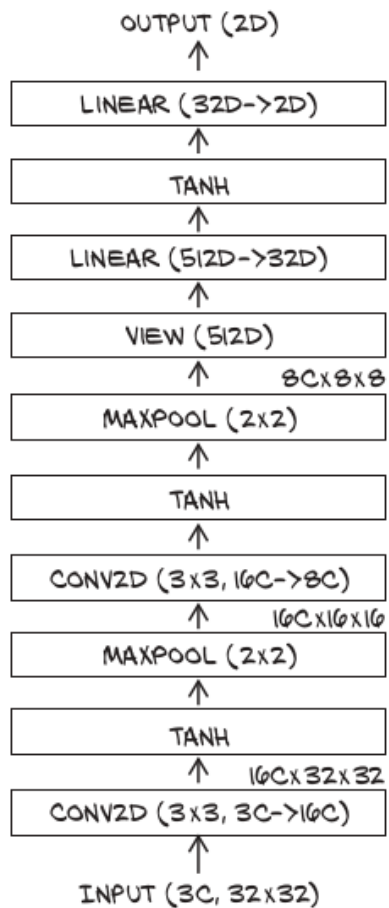 OUTPUT (2D)
LINEAR (32D->2D)
TANH
LINEAR (512D->32D)
VIEW (512D)
8CX8X8
MAXPOOL (2X2)
TANH
CONV2D (3X3, 16C->8C)
16CX16X16
MAXPOOL (2X2)
TANH
16CX32X32
CONV2D (3X3, 3C->16C)
INPUT (3C, 32X32)